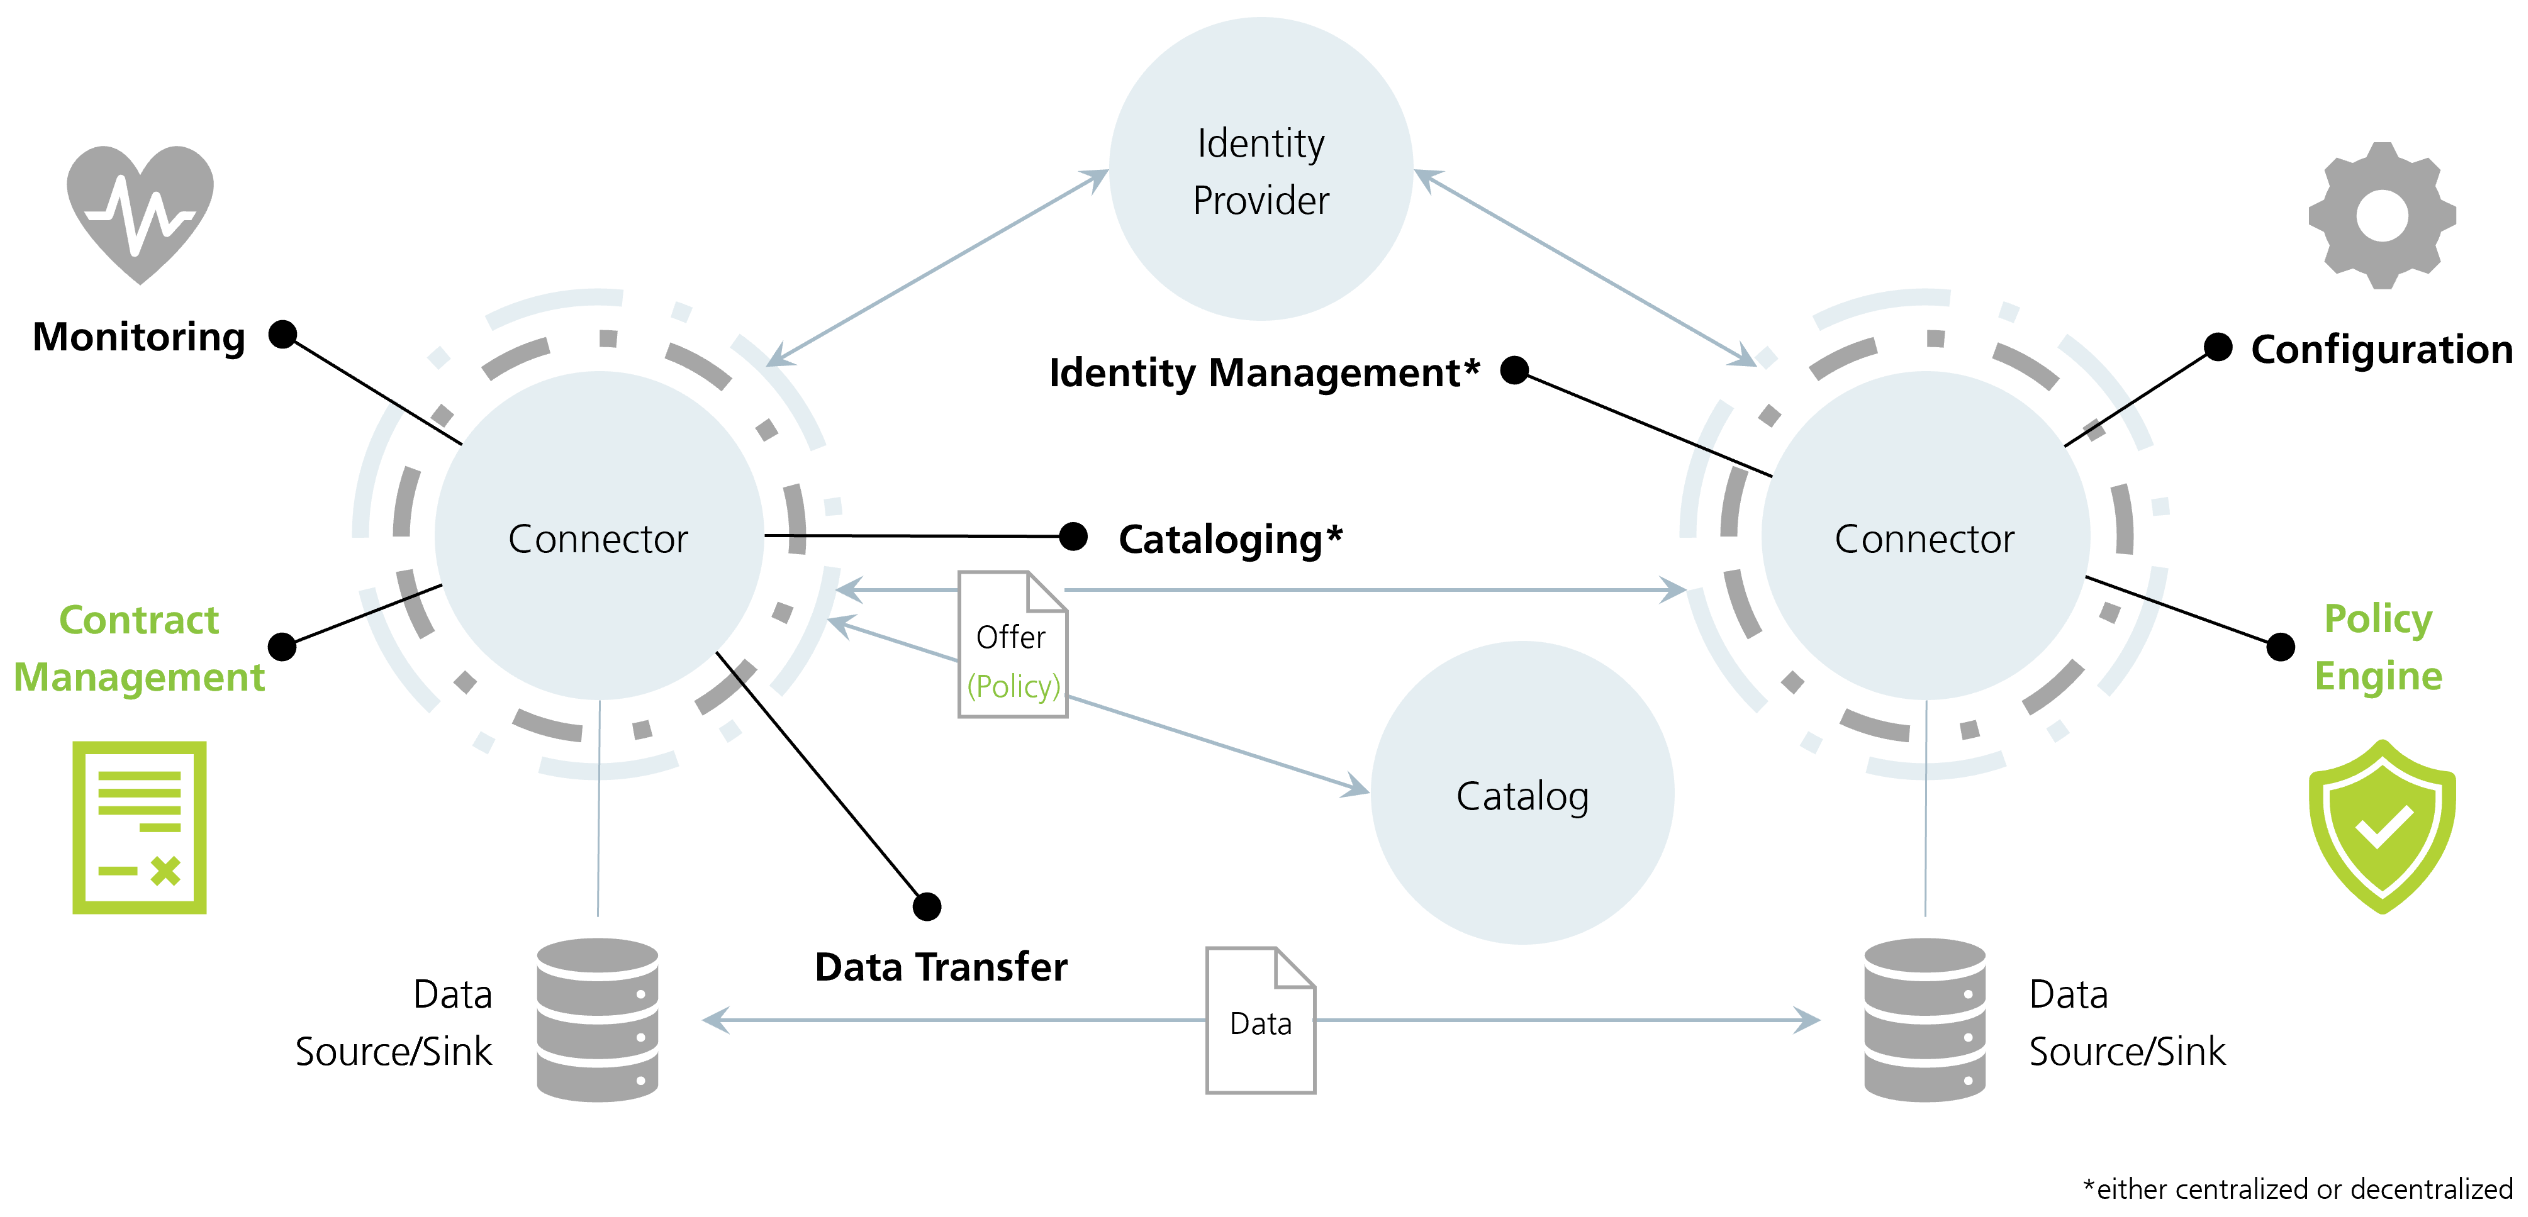 Identity
Provider
Monitoring
Identity Management*
Configuration
Connector
Cataloging*
Connector
Contract
Management
Offer
(Policy)
Policy
Engine
Catalog
Data Transfer
Data
Source/Sink
Data
Data
Source/Sink
*either centralized or decentralized